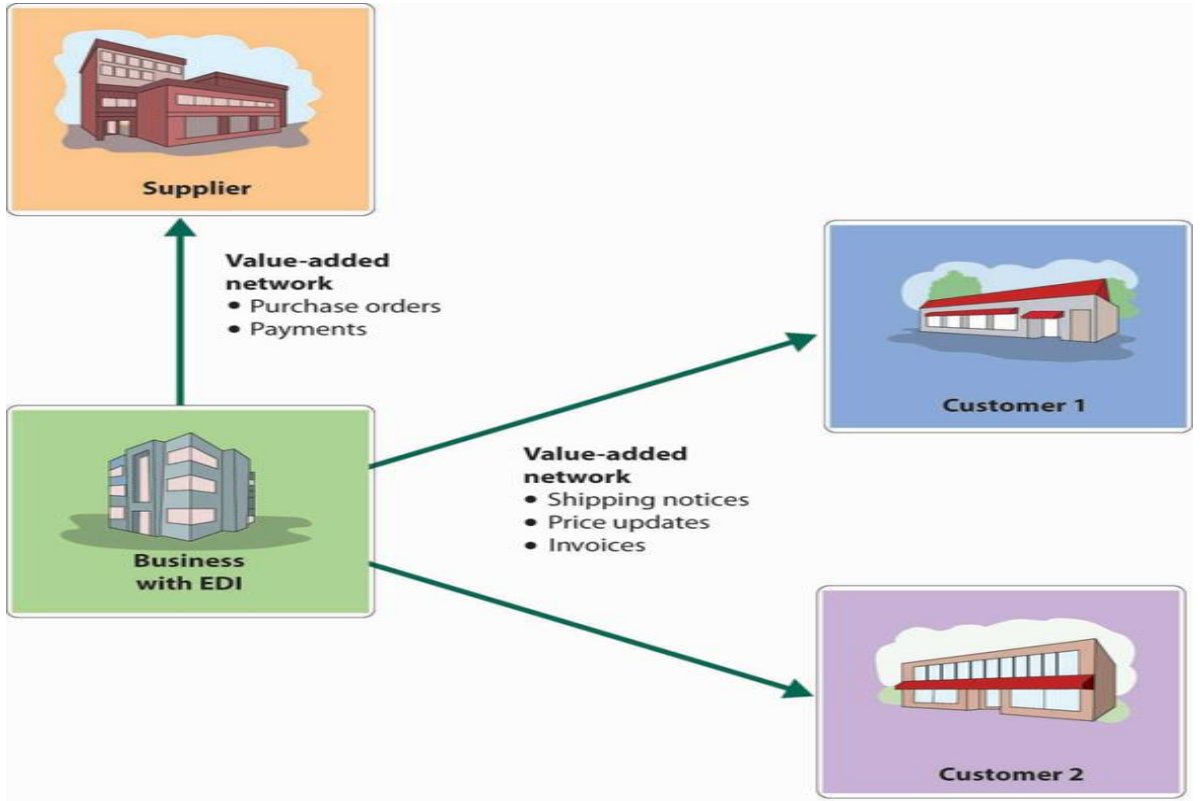 Supplier
Value-added
network
• Purchase orders
• Payments
Customer 1
Value-added
network
• Shipping notices
• Price updates
• Invoices
Business
with EDI
Customer 2